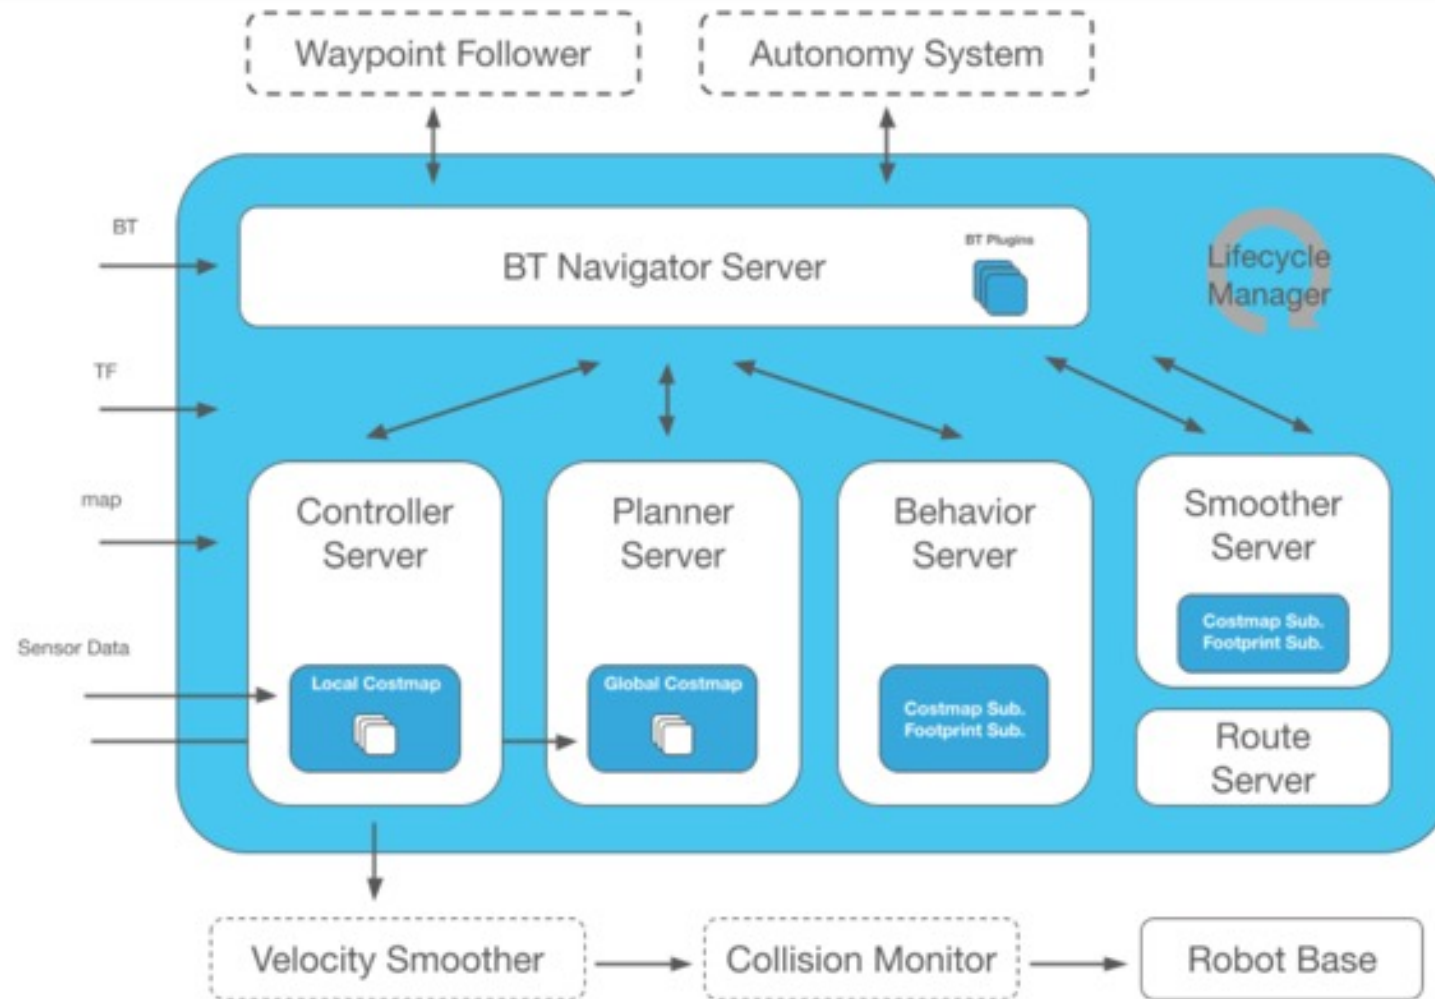 Waypoint Follower
Autonomy System
BT
BT Navigator Server
BT Plugins
Lifecycle
Manager
TF
map
Sensor Data
Controller
Server
Local Costmap
Planner
Server
Global Costmap
Behavior
Server
Costmap Sub.
Footprint Sub.
Smoother
Server
Costmap Sub.
Footprint Sub.
Route
Server
Velocity Smoother
Collision Monitor
Robot Base